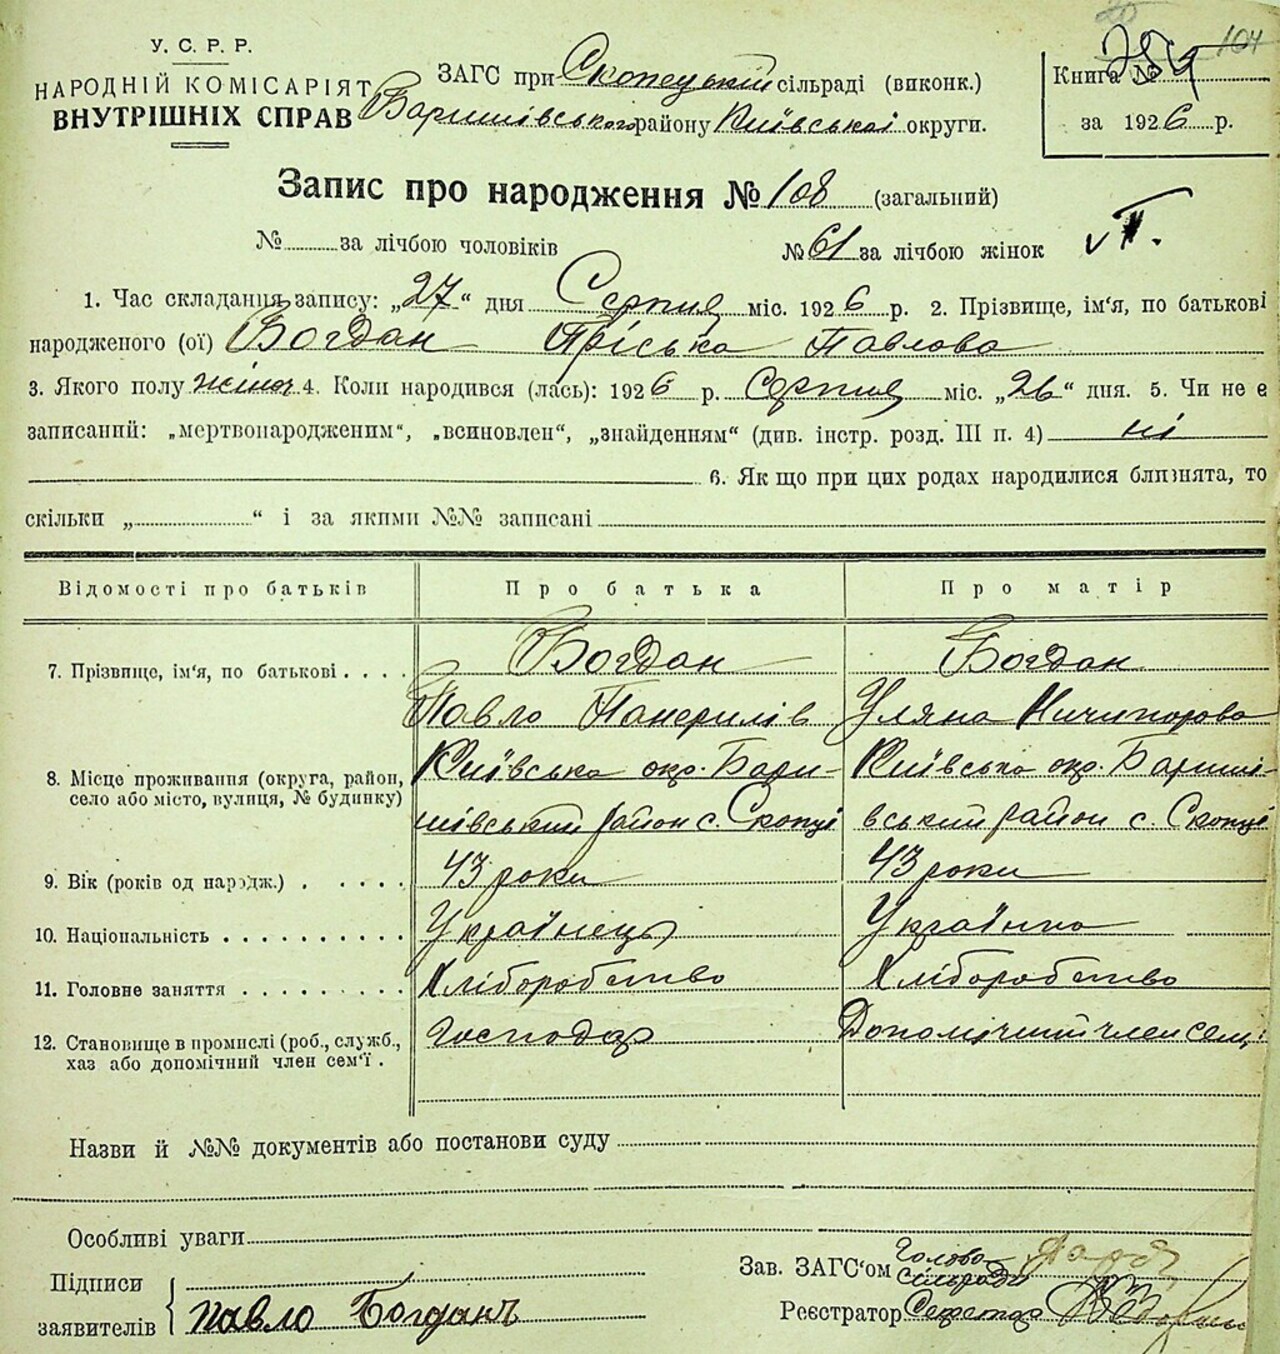 У. С. Р. Р.
НАРОДНІЙ КОМІСАРІЯТ
ВНУТРІШНІХ СПРАВ
ЗАГС при Скопецькій сільраді (виконк.)
Баришівського району Київської округи.
Книга №
за 1926 р.
104
Запис про народження № 108 (загальний)
№ за лічбою чоловіків № 61 за лічбою жінок
1. Час складання запису: „27“ дня Серпня міс. 1926 р. 2. Прізвище, ім'я, по батькові
народженого (ої) Богдан Пріська Павлова
3. Якого полу жіноч 4. Коли народився (лась): 1926 р. Серпня міс. „26“ дня. 5. Чи не є
записаний: „мертвонародженим“, „всиновлен“, „знайденням“ (див. інстр. розд. III п. 4) ні
6. Як що при цих родах народилися близнята, то
скільки „ “ і за якими №№ записані
Відомості про батьків Про батька Про матір
7. Прізвище, ім'я, по батькові Богдан Богдан
Павло Уляна Ничипорова
8. Місце проживання (округа, район, Київська окр. Бари- Київська окр. Бариші-
село або місто, вулиця, № будинку) шівський район с. Скопці вський район с. Скопці
9. Вік (років од народж.) 43 роки 43 роки
10. Національність Українець Українка
11. Головне заняття Хліборобство Хліборобство
12. Становище в промислі (роб., служб., Господар Допомічний член семї
хаз або допомічний член сем'ї .
Назви й №№ документів або постанови суду
Особливі уваги
Підписи
заявителів Павло Богданъ
Зав. ЗАГС'ом Голова
сільради
Реєстратор Секретар